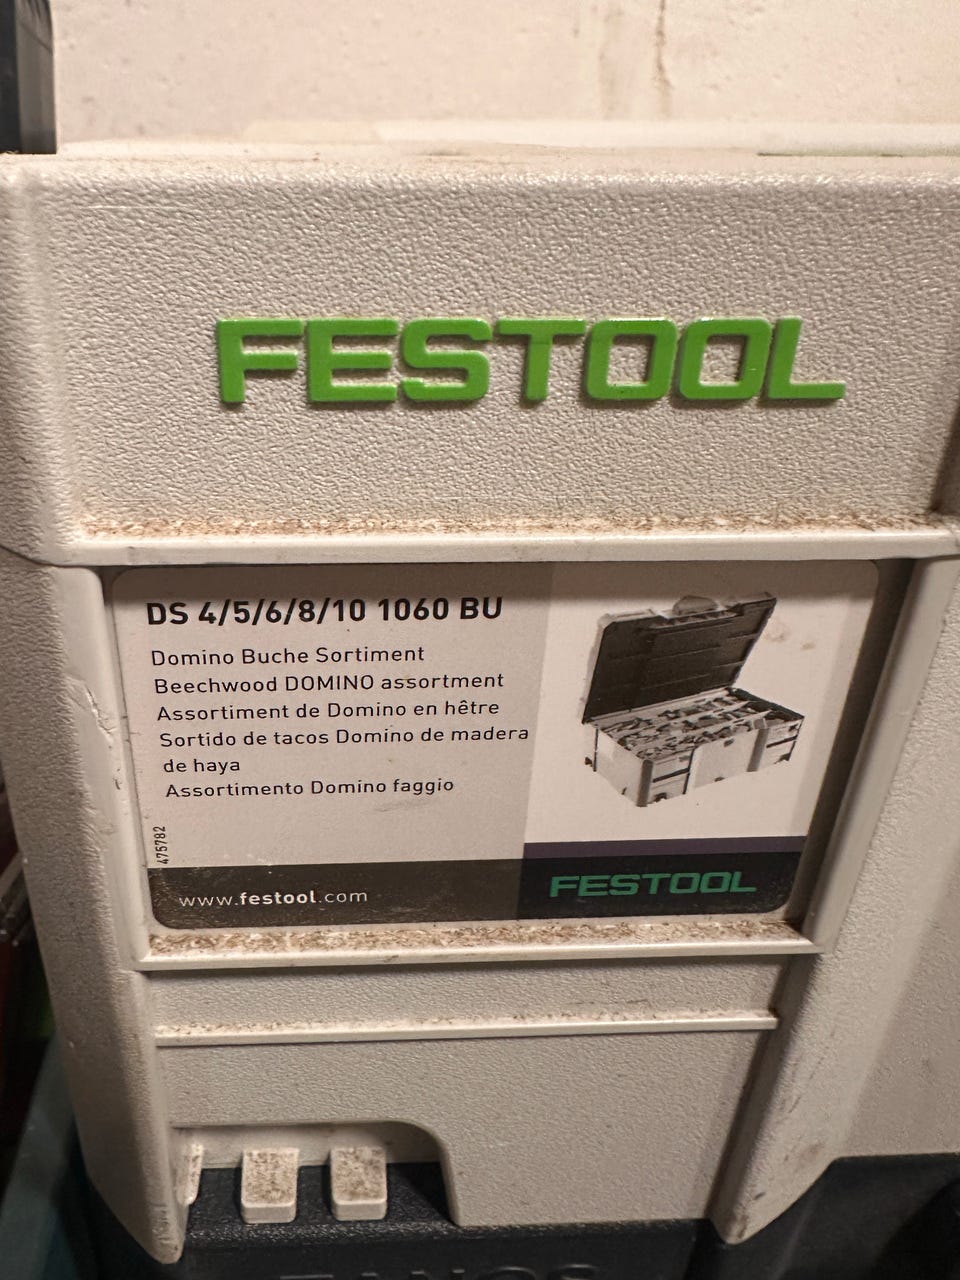 FESTOOL
DS 4/5/6/8/10 1060 BU
Domino Buche Sortiment
Beechwood DOMINO assortment
Assortiment de Domino en hêtre
Sortido de tacos Domino de madera
de haya
Assortimento Domino faggio
475782
www.festool.com
FESTOOL